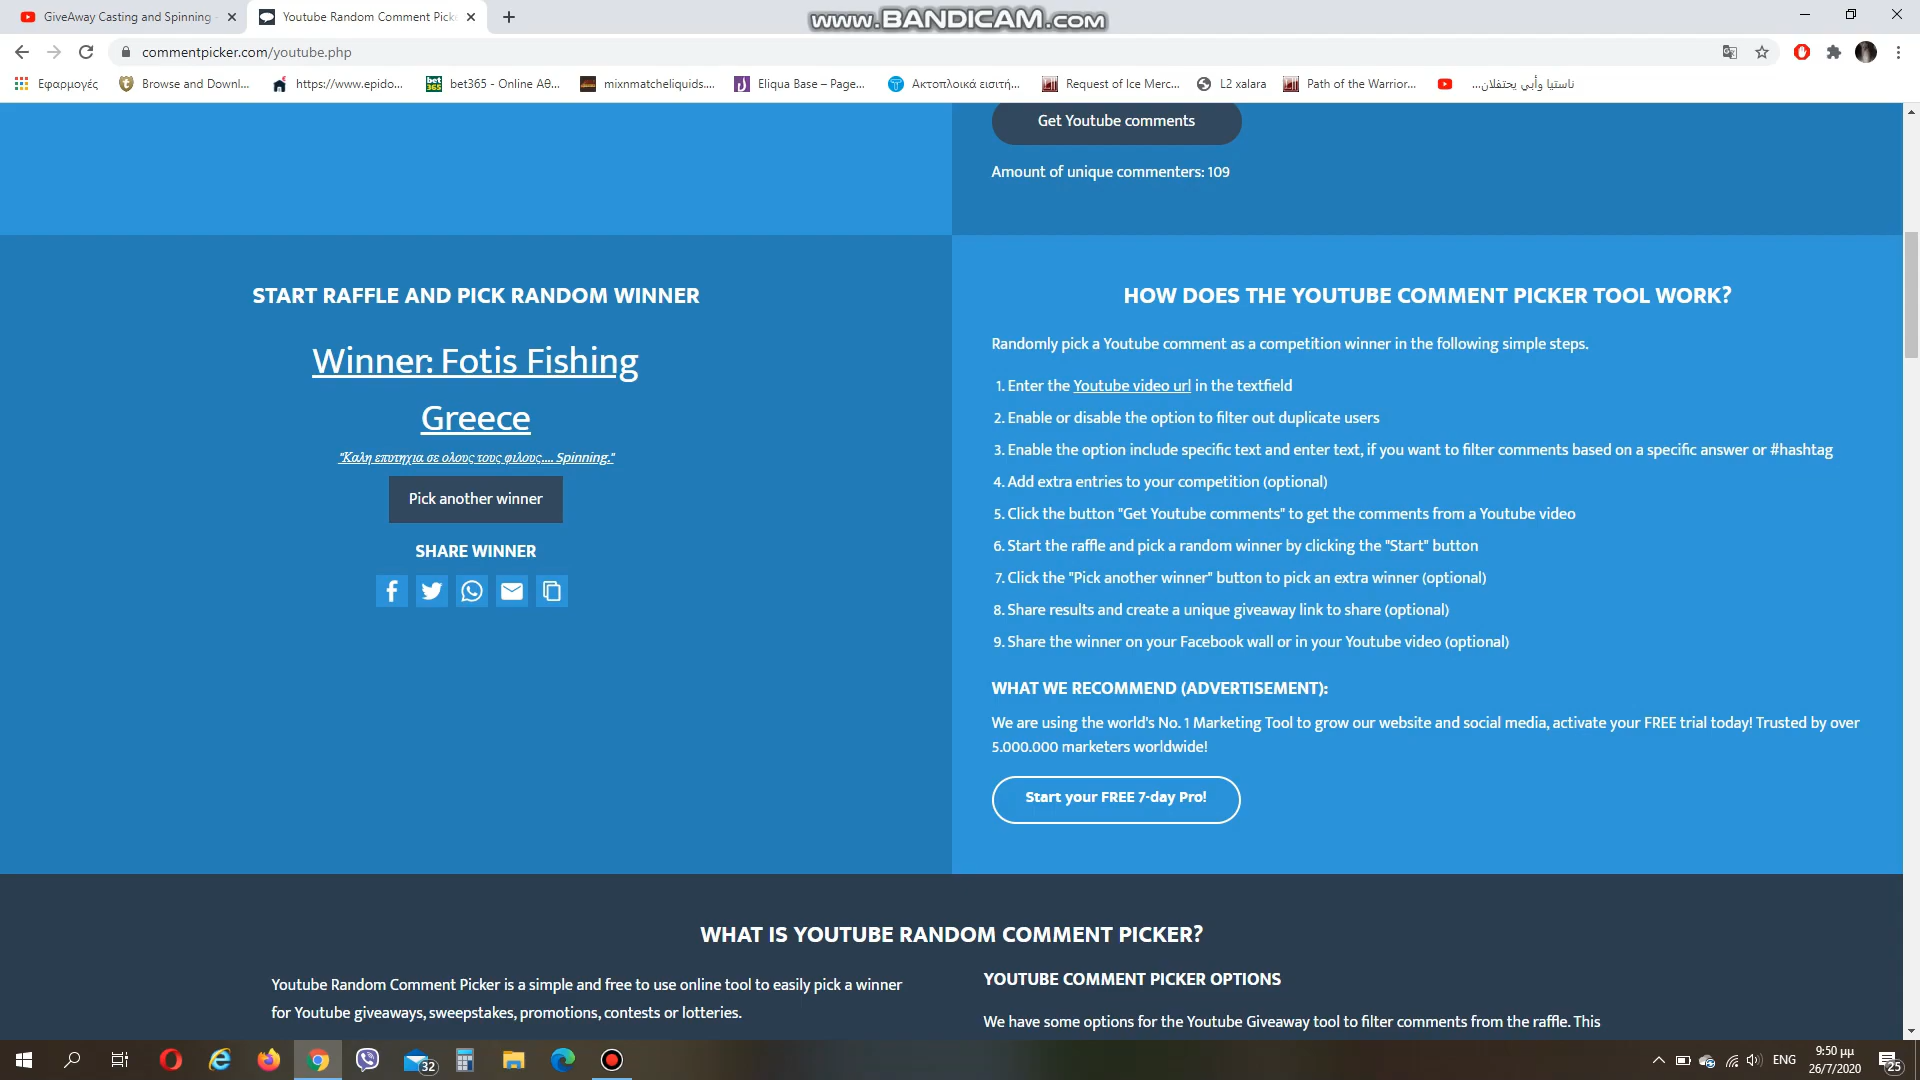 GiveAway Casting and Spinning
Youtube Random Comment Pick
www.BANDICAM.com
commentpicker.com/youtube.php
Εφαρμογές
Browse and Downl...
https://www.epido...
bet365 - Online Αθ...
mixnmatcheliquids....
Eliqua Base – Page...
Ακτοπλοικά εισιτή...
Request of Ice Merc...
L2 xalara
Path of the Warrior...
ناستيا وأبي يحتفلان...
Get Youtube comments
Amount of unique commenters: 109
START RAFFLE AND PICK RANDOM WINNER
Winner: Fotis Fishing
Greece
"Καλη επιτηχια σε ολους τους φιλους.... Spinning."
Pick another winner
SHARE WINNER
HOW DOES THE YOUTUBE COMMENT PICKER TOOL WORK?
Randomly pick a Youtube comment as a competition winner in the following simple steps.
1. Enter the Youtube video url in the textfield
2. Enable or disable the option to filter out duplicate users
3. Enable the option include specific text and enter text, if you want to filter comments based on a specific answer or #hashtag
4. Add extra entries to your competition (optional)
5. Click the button "Get Youtube comments" to get the comments from a Youtube video
6. Start the raffle and pick a random winner by clicking the "Start" button
7. Click the "Pick another winner" button to pick an extra winner (optional)
8. Share results and create a unique giveaway link to share (optional)
9. Share the winner on your Facebook wall or in your Youtube video (optional)
WHAT WE RECOMMEND (ADVERTISEMENT):
We are using the world's No. 1 Marketing Tool to grow our website and social media, activate your FREE trial today! Trusted by over
5.000.000 marketers worldwide!
Start your FREE 7-day Pro!
WHAT IS YOUTUBE RANDOM COMMENT PICKER?
Youtube Random Comment Picker is a simple and free to use online tool to easily pick a winner
for Youtube giveaways, sweepstakes, promotions, contests or lotteries.
YOUTUBE COMMENT PICKER OPTIONS
We have some options for the Youtube Giveaway tool to filter comments from the raffle. This
32
ENG
9:50 μμ
26/7/2020
25